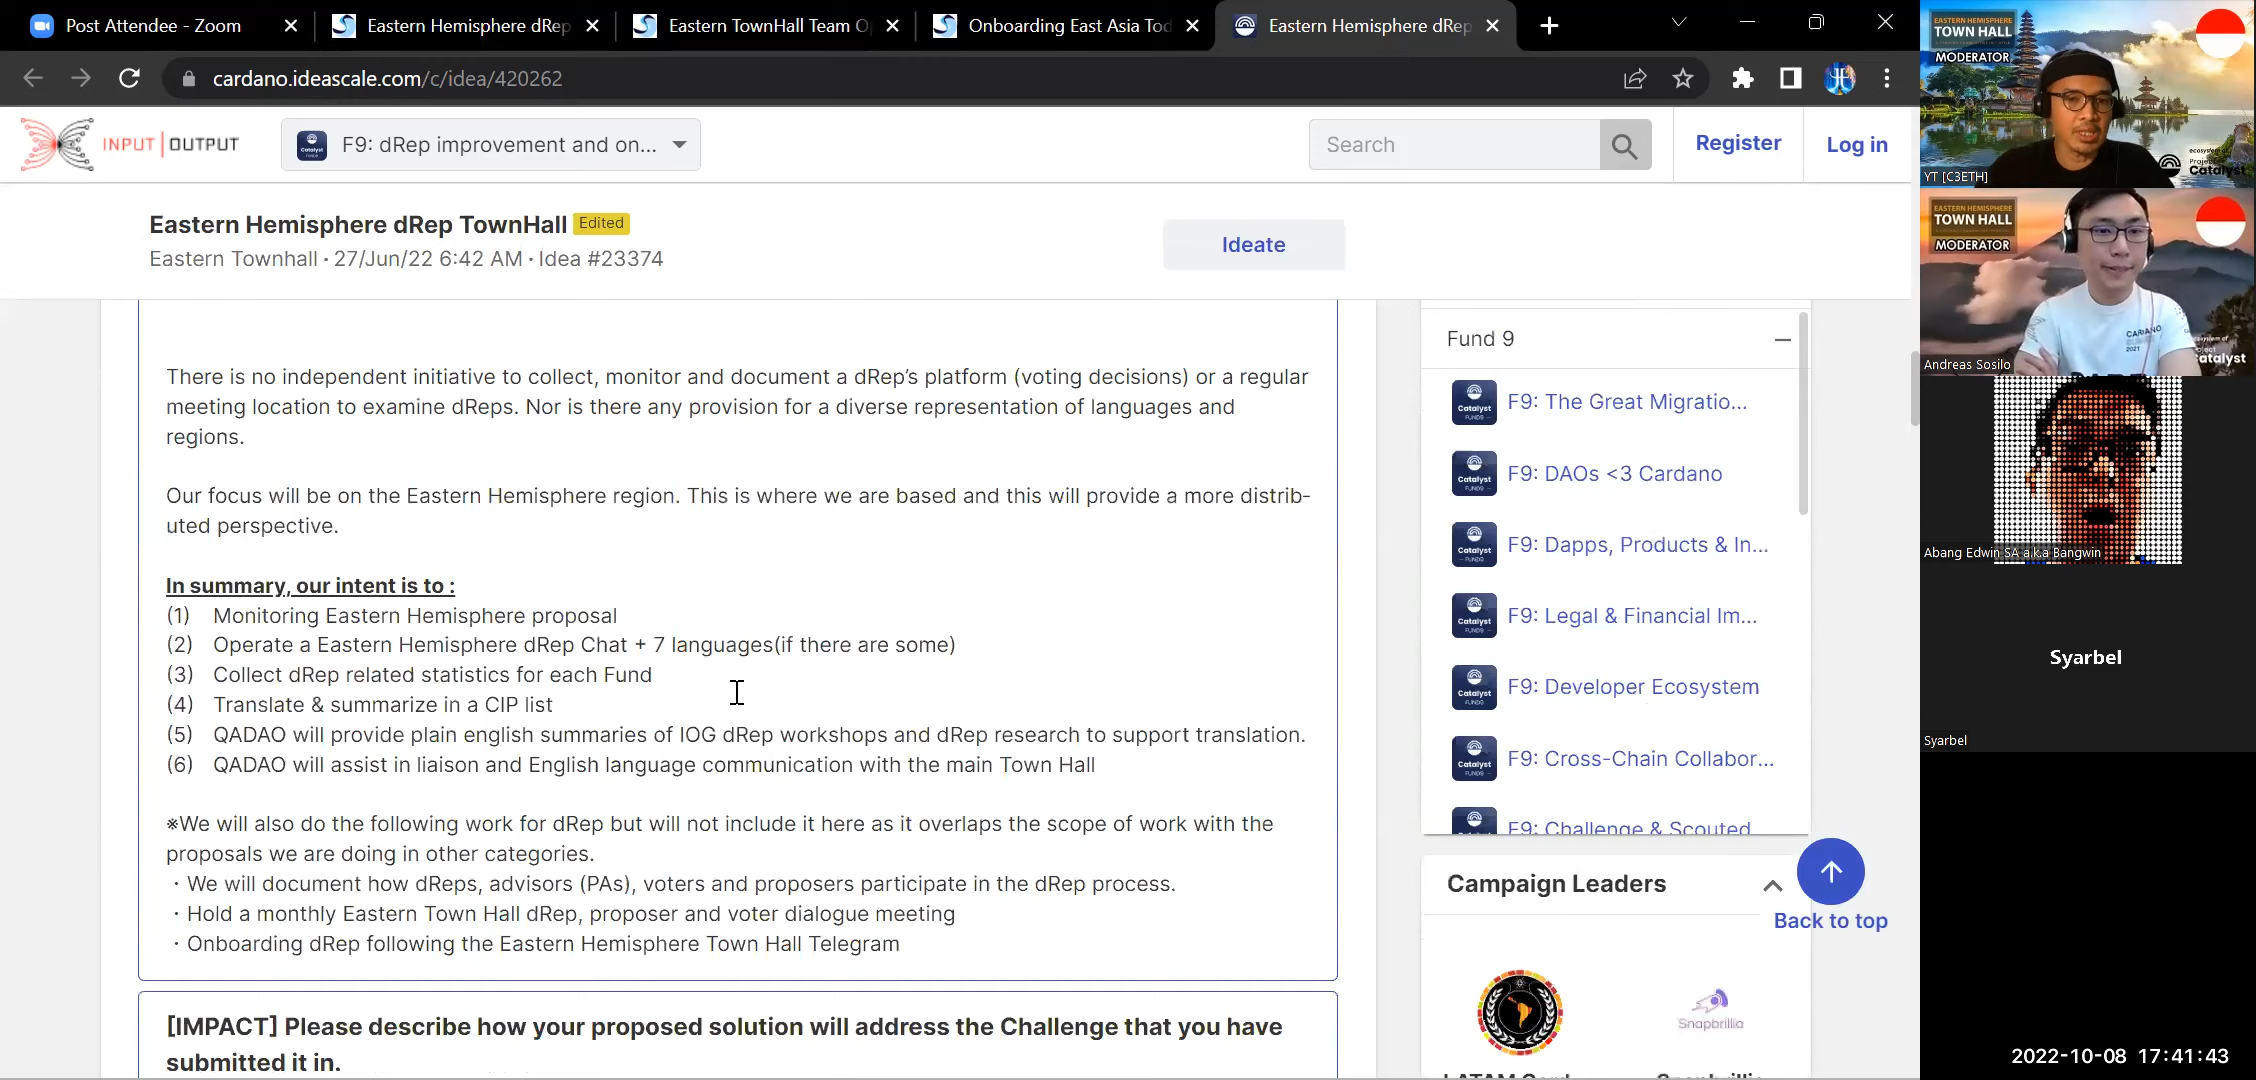 Post Attendee - Zoom
Eastern Hemisphere dRep
Eastern TownHall Team O
Onboarding East Asia Tod
Eastern Hemisphere dRep
cardano.ideascale.com/c/idea/420262
INPUT | OUTPUT
F9: dRep improvement and on...
Search
Register
Log in
Eastern Hemisphere dRep TownHall Edited
Eastern Townhall · 27/Jun/22 6:42 AM · Idea #23374
Ideate
There is no independent initiative to collect, monitor and document a dRep's platform (voting decisions) or a regular
meeting location to examine dReps. Nor is there any provision for a diverse representation of languages and
regions.
Our focus will be on the Eastern Hemisphere region. This is where we are based and this will provide a more distrib-
uted perspective.
In summary, our intent is to :
(1) Monitoring Eastern Hemisphere proposal
(2) Operate a Eastern Hemisphere dRep Chat + 7 languages(if there are some)
(3) Collect dRep related statistics for each Fund
(4) Translate & summarize in a CIP list
(5) QADAO will provide plain english summaries of IOG dRep workshops and dRep research to support translation.
(6) QADAO will assist in liaison and English language communication with the main Town Hall
※We will also do the following work for dRep but will not include it here as it overlaps the scope of work with the
proposals we are doing in other categories.
・We will document how dReps, advisors (PAs), voters and proposers participate in the dRep process.
・Hold a monthly Eastern Town Hall dRep, proposer and voter dialogue meeting
・Onboarding dRep following the Eastern Hemisphere Town Hall Telegram
[IMPACT] Please describe how your proposed solution will address the Challenge that you have
submitted it in.
Fund 9
F9: The Great Migratio...
F9: DAOs <3 Cardano
F9: Dapps, Products & In...
F9: Legal & Financial Im...
F9: Developer Ecosystem
F9: Cross-Chain Collabor...
F9: Challenge & Scouted
Campaign Leaders
Back to top
Snapbrillia
EASTERN HEMISPHERE
TOWN HALL
MODERATOR
ecosystem of
Project
Catalyst
YT [C3ETH]
EASTERN HEMISPHERE
TOWN HALL
MODERATOR
CARDANO
2021
Andreas Sosilo
Abang Edwin SA a.k.a Bangwin
Syarbel
Syarbel
2022-10-08 17:41:43